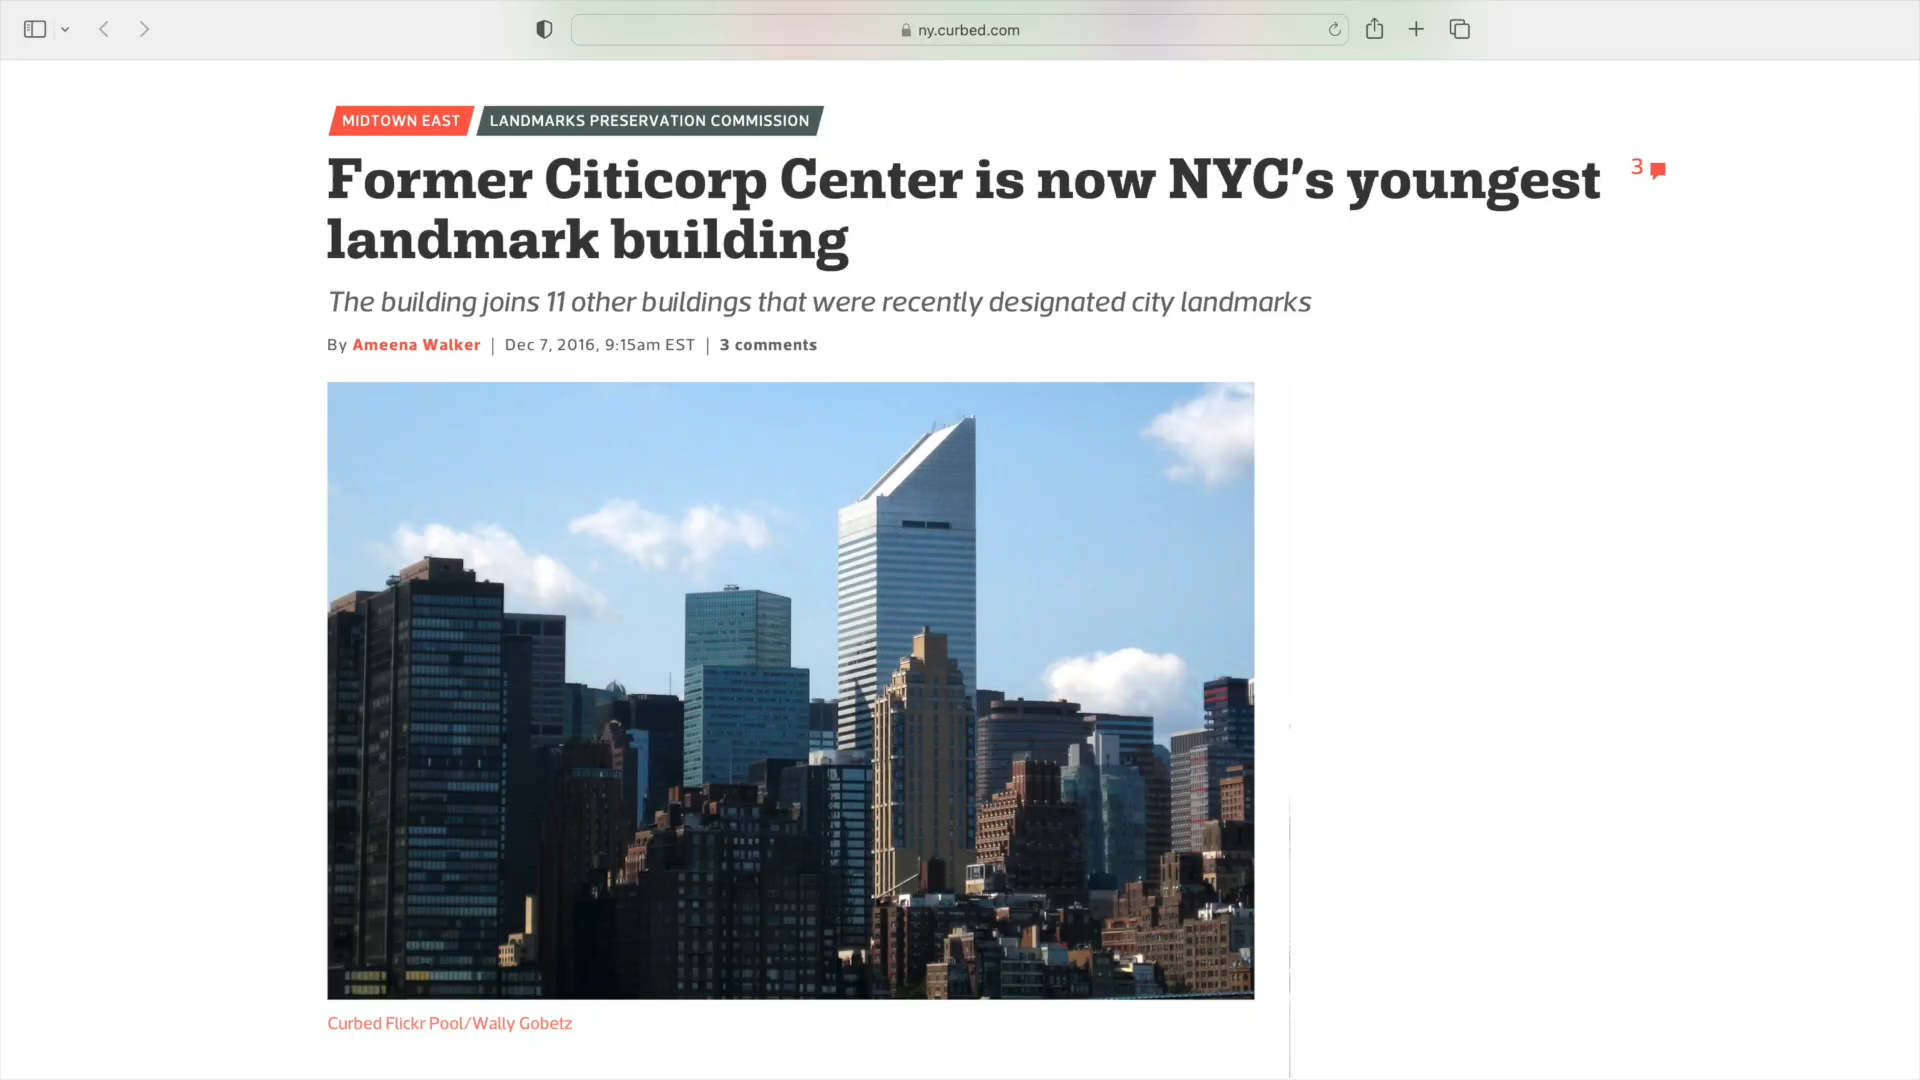 ny.curbed.com
MIDTOWN EAST LANDMARKS PRESERVATION COMMISSION
Former Citicorp Center is now NYC's youngest 3
landmark building
The building joins 11 other buildings that were recently designated city landmarks
By Ameena Walker | Dec 7, 2016, 9:15am EST | 3 comments
Curbed Flickr Pool/Wally Gobetz